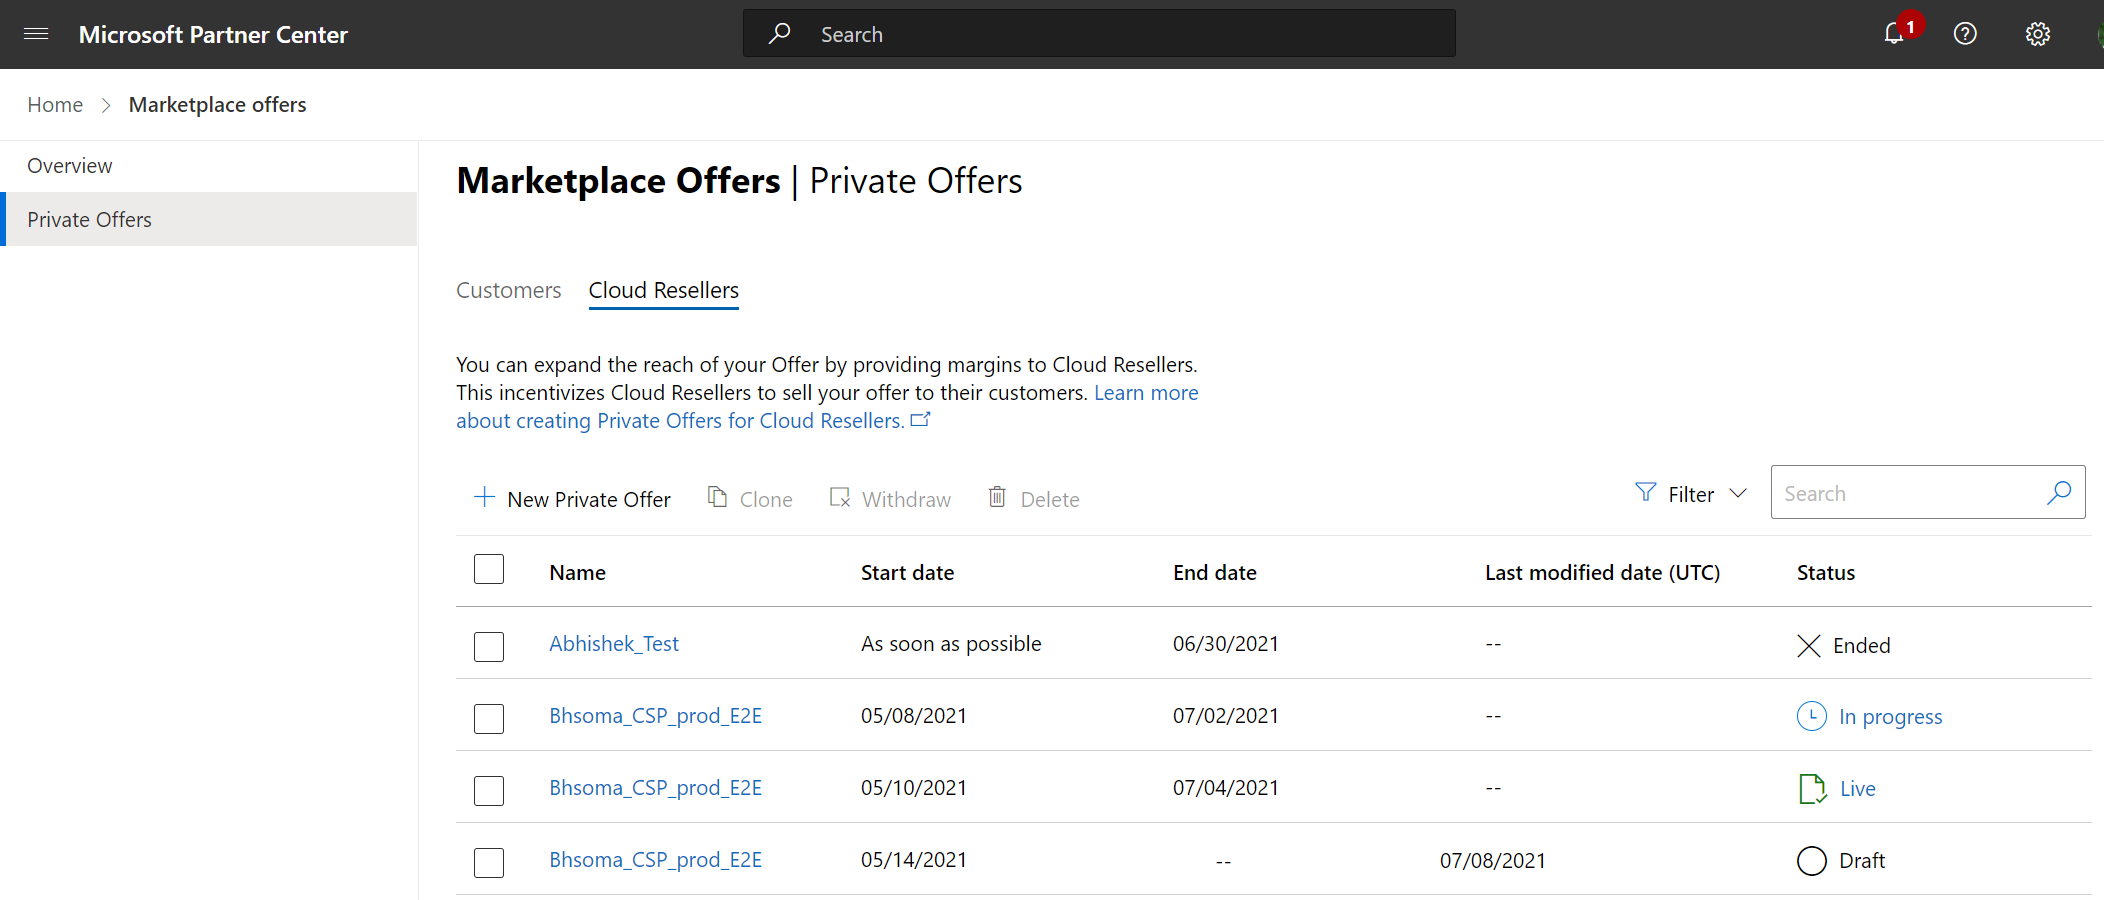 Microsoft Partner Center
Search
1
Home
Marketplace offers
Overview
Private Offers
Marketplace Offers | Private Offers
Customers
Cloud Resellers
You can expand the reach of your Offer by providing margins to Cloud Resellers.
This incentivizes Cloud Resellers to sell your offer to their customers. Learn more
about creating Private Offers for Cloud Resellers.
New Private Offer
Clone
Withdraw
Delete
Filter
Search
Name Start date End date Last modified date (UTC) Status
Abhishek_Test As soon as possible 06/30/2021 -- Ended
Bhsoma_CSP_prod_E2E 05/08/2021 07/02/2021 -- In progress
Bhsoma_CSP_prod_E2E 05/10/2021 07/04/2021 -- Live
Bhsoma_CSP_prod_E2E 05/14/2021 -- 07/08/2021 Draft